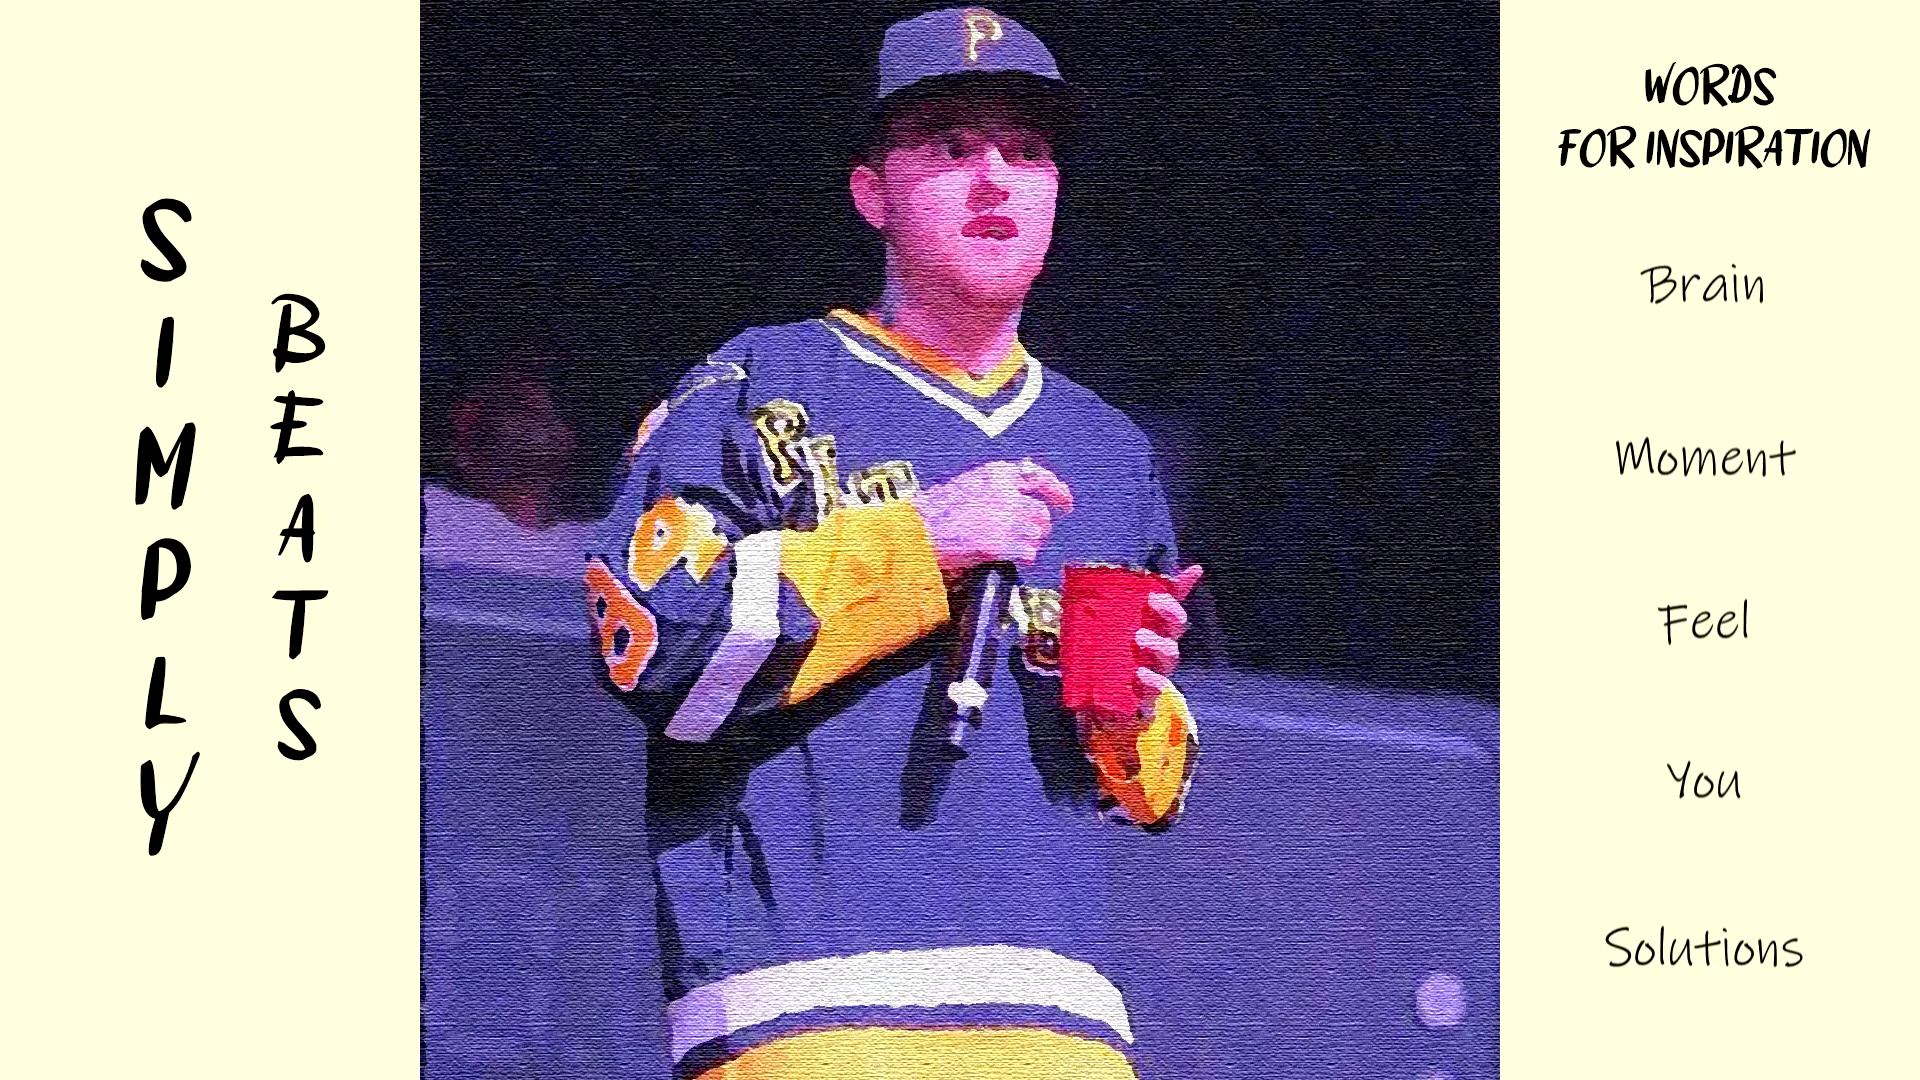 SIMPLY
BEATS
P
WORDS
FOR INSPIRATION
Brain
Moment
Feel
You
Solutions